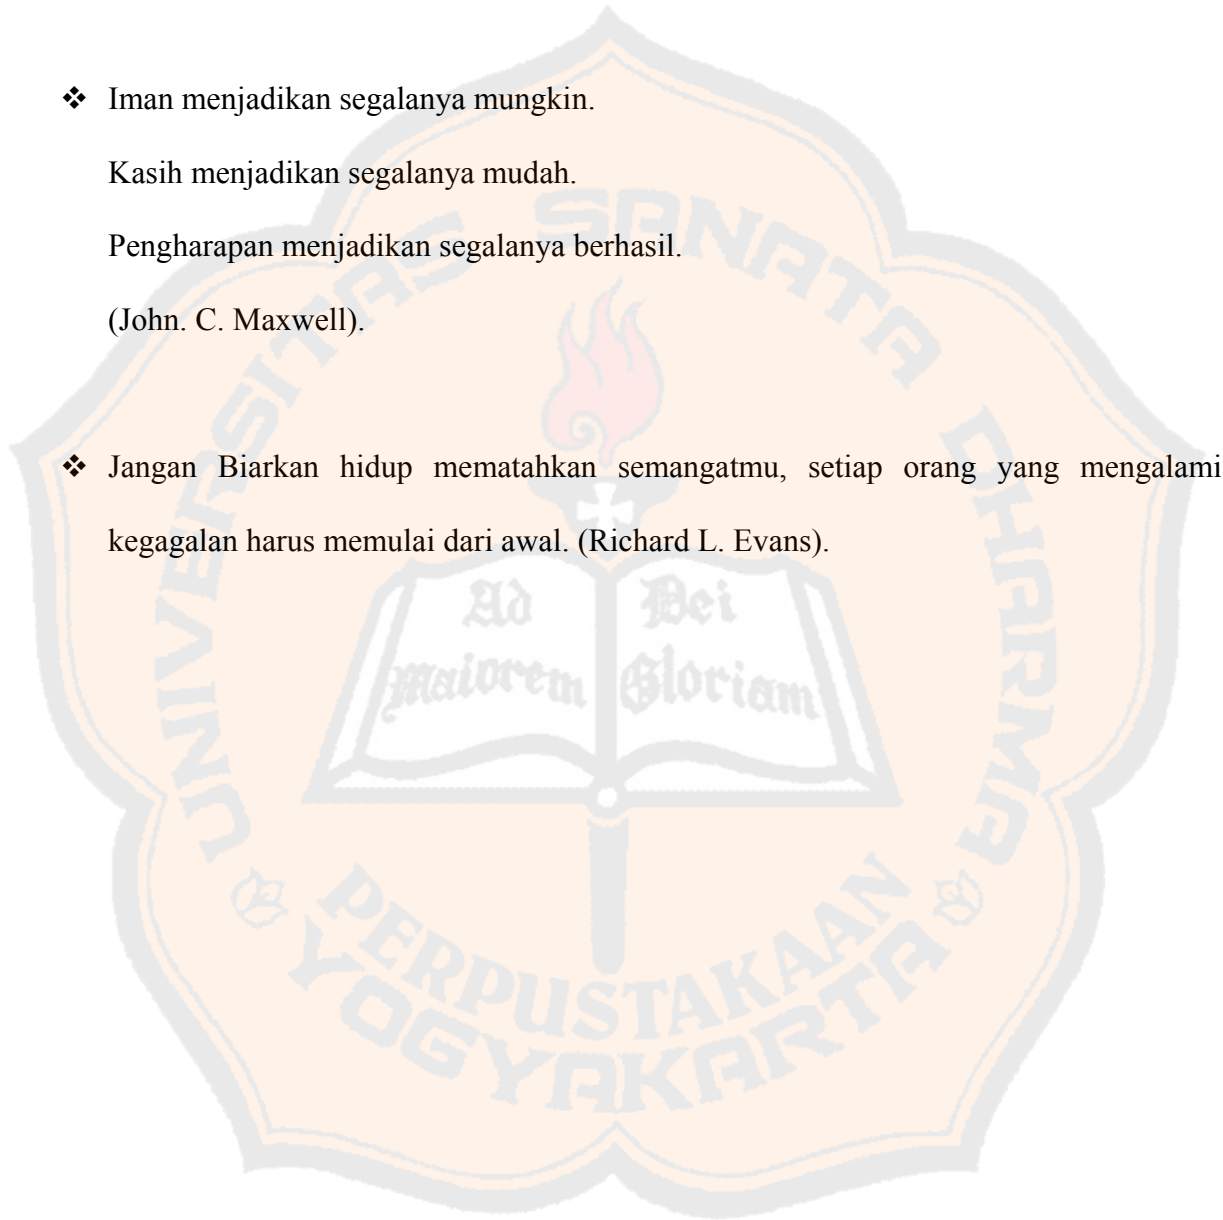 ❖ Iman menjadikan segalanya mungkin.
Kasih menjadikan segalanya mudah.
Pengharapan menjadikan segalanya berhasil.
(John. C. Maxwell).
❖ Jangan Biarkan hidup mematahkan semangatmu, setiap orang yang mengalami
kegagalan harus memulai dari awal. (Richard L. Evans).
UNIVERSITAS SANATA DHARMA
Ad Dei
Maiorem Gloriam
PERPUSTAKAAN
YOGYAKARTA